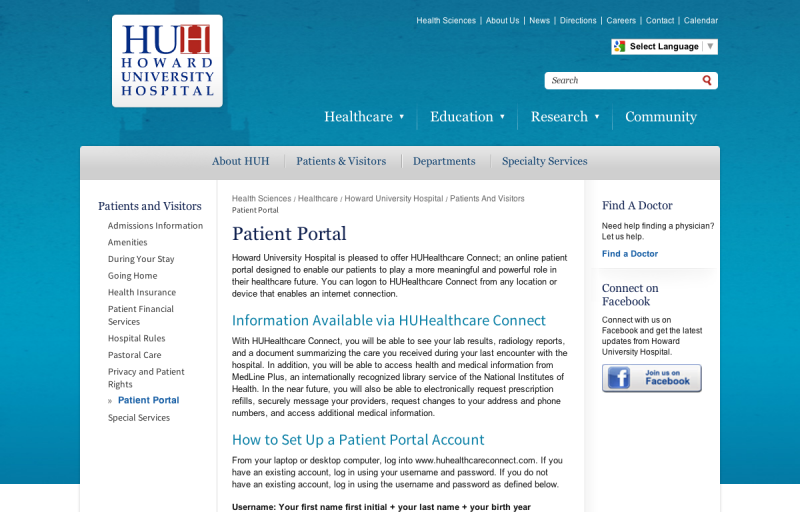 Health Sciences | About Us | News | Directions | Careers | Contact | Calendar
HUH
HOWARD
UNIVERSITY
HOSPITAL
Select Language
Search
Healthcare
Education
Research
Community
About HUH
Patients & Visitors
Departments
Specialty Services
Patients and Visitors
Admissions Information
Amenities
During Your Stay
Going Home
Health Insurance
Patient Financial
Services
Hospital Rules
Pastoral Care
Privacy and Patient
Rights
» Patient Portal
Special Services
Health Sciences / Healthcare / Howard University Hospital / Patients And Visitors
Patient Portal
Patient Portal
Howard University Hospital is pleased to offer HUHealthcare Connect; an online patient
portal designed to enable our patients to play a more meaningful and powerful role in
their healthcare future. You can logon to HUHealthcare Connect from any location or
device that enables an internet connection.
Information Available via HUHealthcare Connect
With HUHealthcare Connect, you will be able to see your lab results, radiology reports,
and a document summarizing the care you received during your last encounter with the
hospital. In addition, you will be able to access health and medical information from
MedLine Plus, an internationally recognized library service of the National Institutes of
Health. In the near future, you will also be able to electronically request prescription
refills, securely message your providers, request changes to your address and phone
numbers, and access additional medical information.
How to Set Up a Patient Portal Account
From your laptop or desktop computer, log into www.huhealthcareconnect.com. If you
have an existing account, log in using your username and password. If you do not
have an existing account, log in using the username and password as defined below.
Username: Your first name first initial + your last name + your birth year
Find A Doctor
Need help finding a physician?
Let us help.
Find a Doctor
Connect on
Facebook
Connect with us on
Facebook and get the latest
updates from Howard
University Hospital.
Join us on
Facebook